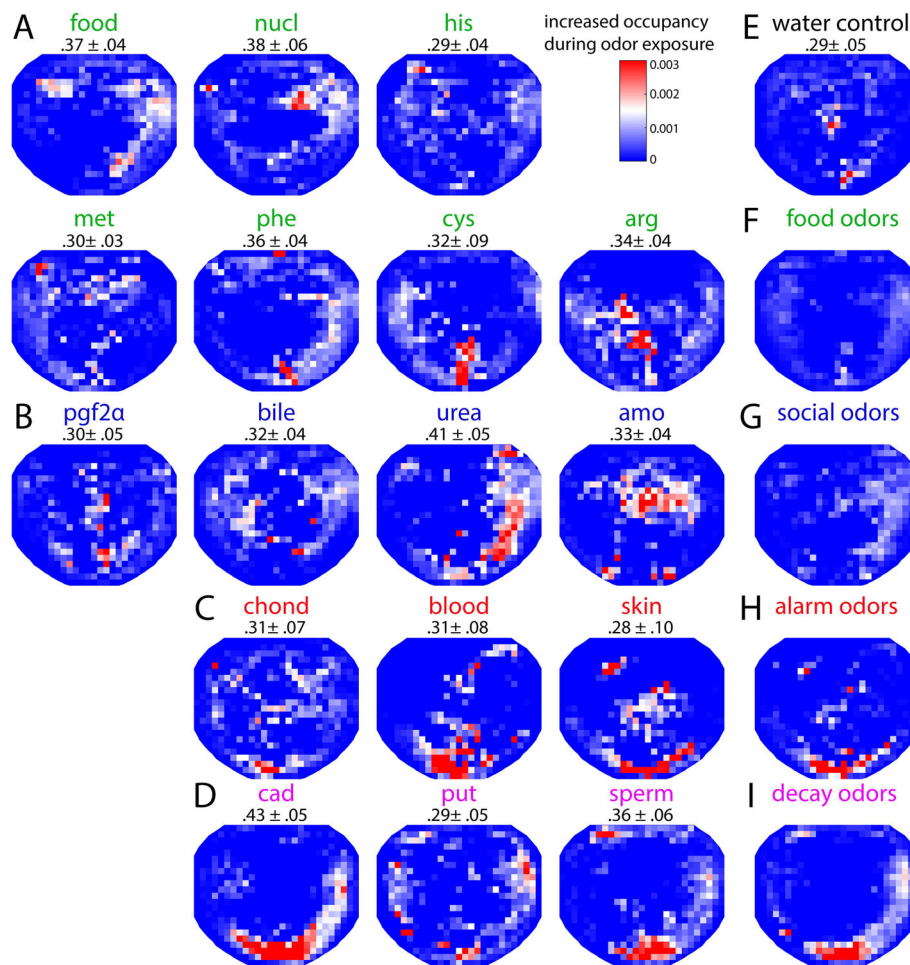 A food nucl his increased occupancy E water control
.37 ± .04 .38 ± .06 .29 ± .04 during odor exposure .29 ± .05
0.003
0.002
0.001
0
met phe cys arg F food odors
.30± .03 .36 ± .04 .32 ± .09 .34 ± .04
B pgf2α bile urea amo G social odors
.30± .05 .32 ± .04 .41 ± .05 .33 ± .04
C chond blood skin H alarm odors
.31± .07 .31 ± .08 .28 ± .10
D cad put sperm I decay odors
.43 ± .05 .29 ± .05 .36 ± .06